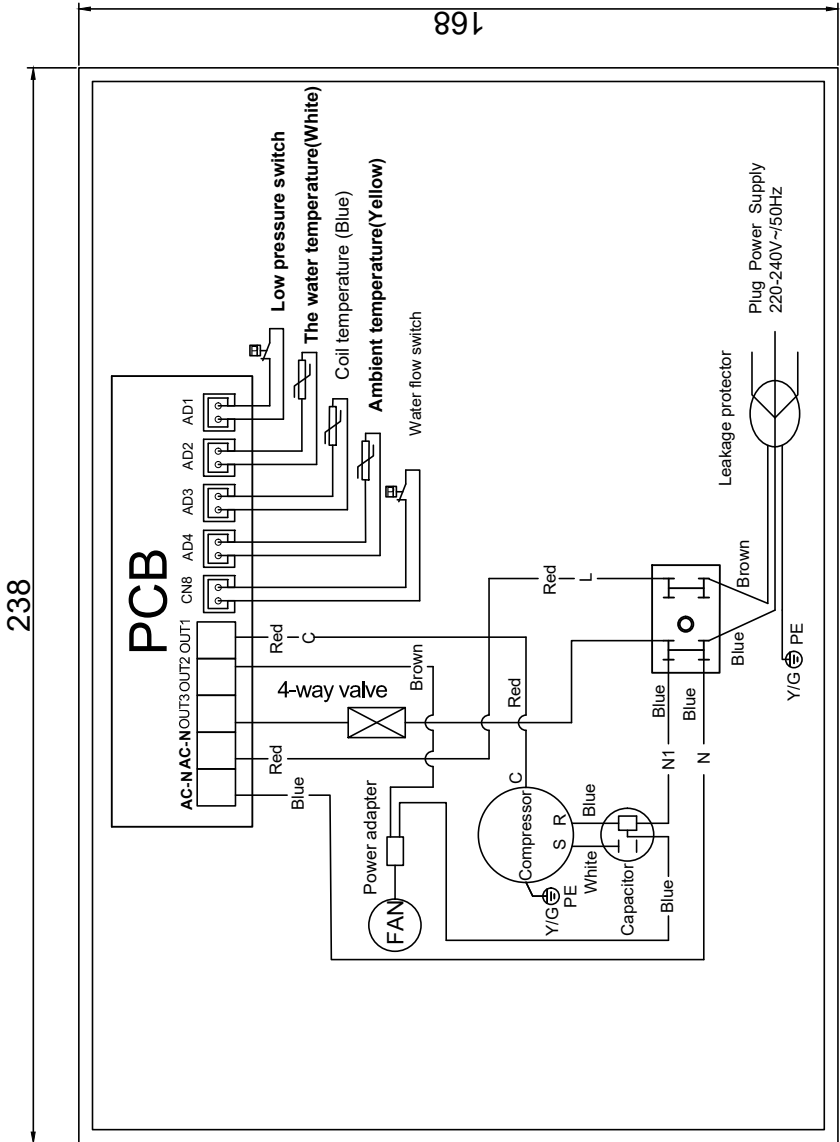 168
238
PCB
AD1
AD2
AD3
AD4
CN8
OUT1
OUT2
OUT3
AC-N
AC-N
Low pressure switch
The water temperature(White)
Coil temperature (Blue)
Ambient temperature(Yellow)
Water flow switch
Red
C
Brown
4-way valve
Red
Blue
Red
Red
L
Power adapter
FAN
Compressor
C
S
R
Y/G
PE
Blue
White
Capacitor
Blue
Blue
N1
Blue
N
Blue
Brown
Y/G
PE
Leakage protector
Plug Power Supply
220-240V~/50Hz